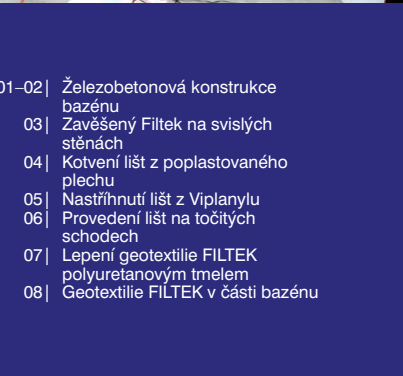 01–02| Železobetonová konstrukce
bazénu
03| Zavěšený Filtek na svislých
stěnách
04| Kotvení lišt z poplastovaného
plechu
05| Nastříhnutí lišt z Viplanylu
06| Provedení lišt na točitých
schodech
07| Lepení geotextilie FILTEK
polyuretanovým tmelem
08| Geotextilie FILTEK v části bazénu